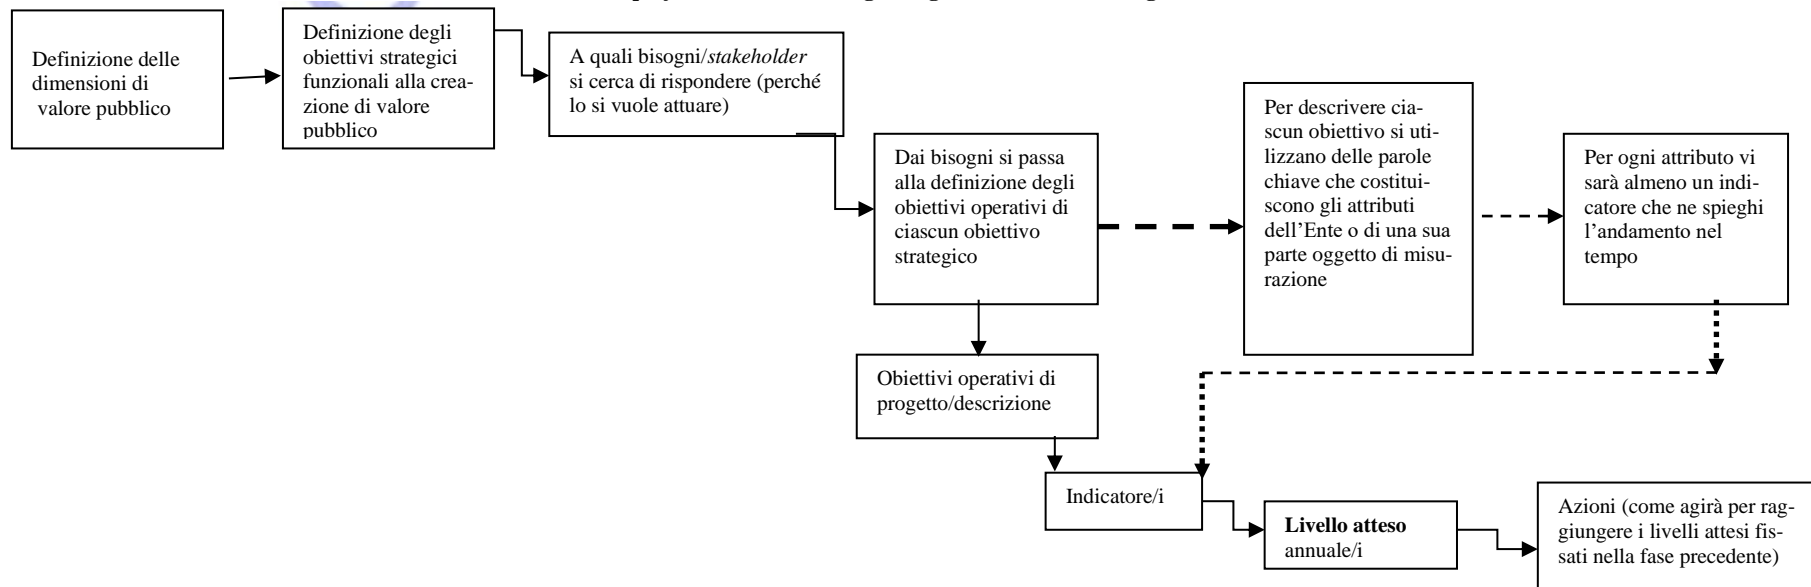 Definizione delle
dimensioni di
valore pubblico
Definizione degli
obiettivi strategici
funzionali alla crea-
zione di valore
pubblico
A quali bisogni/stakeholder
si cerca di rispondere (perché
lo si vuole attuare)
Dai bisogni si passa
alla definizione degli
obiettivi operativi di
ciascun obiettivo
strategico
Per descrivere cia-
scun obiettivo si uti-
lizzano delle parole
chiave che costitui-
scono gli attributi
dell’Ente o di una sua
parte oggetto di misu-
razione
Per ogni attributo vi
sarà almeno un indi-
catore che ne spieghi
l’andamento nel
tempo
Obiettivi operativi di
progetto/descrizione
Indicatore/i
Livello atteso
annuale/i
Azioni (come agirà per rag-
giungere i livelli attesi fis-
sati nella fase precedente)